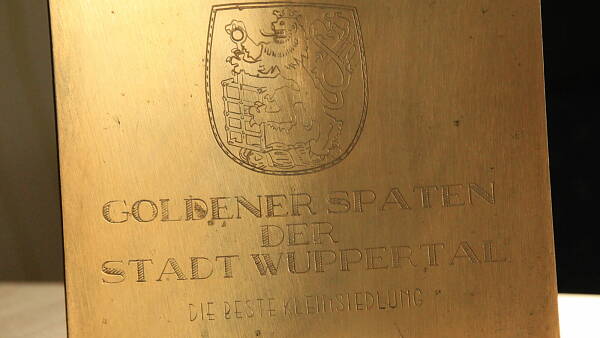 GOLDENER SPATEN
DER
STADT WUPPERTAL
DIE BESTE KLEINSIEDLUNG